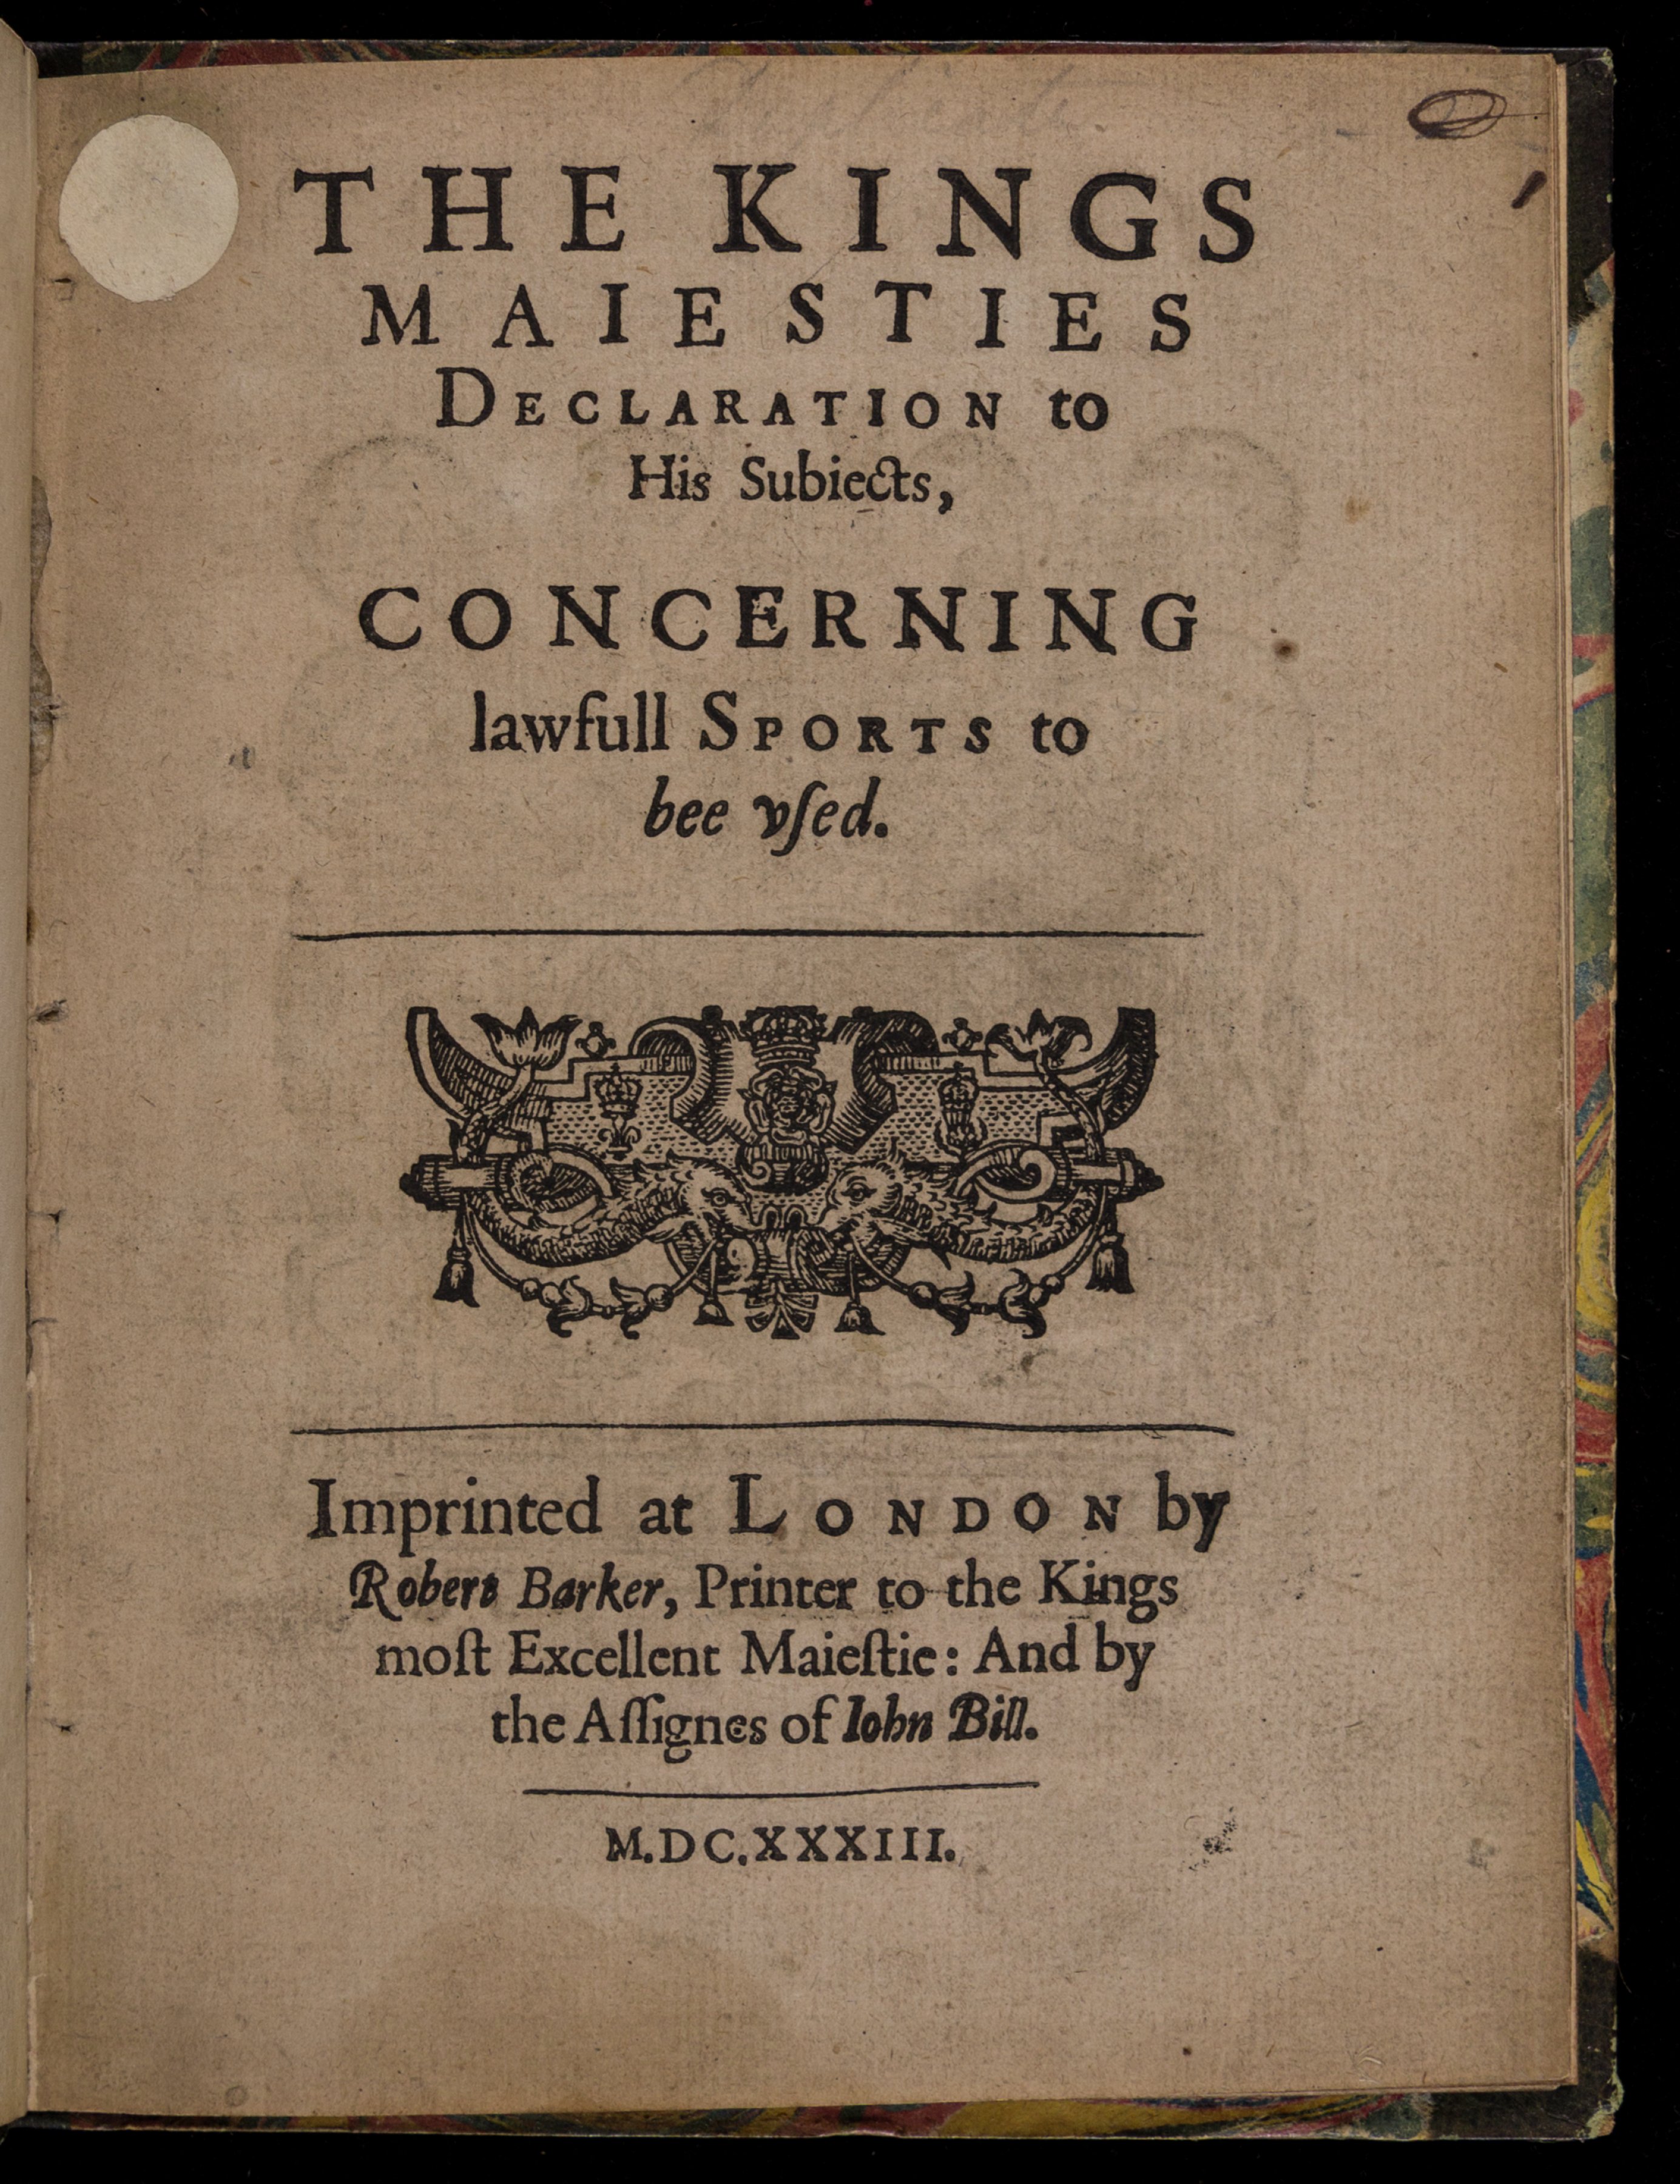 THE KINGS
MAIESTIES
DECLARATION to
His Subiects,
CONCERNING
lawfull SPORTS to
bee vſed.
Imprinted at LONDON by
Robert Barker, Printer to the Kings
moſt Excellent Maieſtie: And by
the Aſſignes of Iohn Bill.
M.DC.XXXIII.